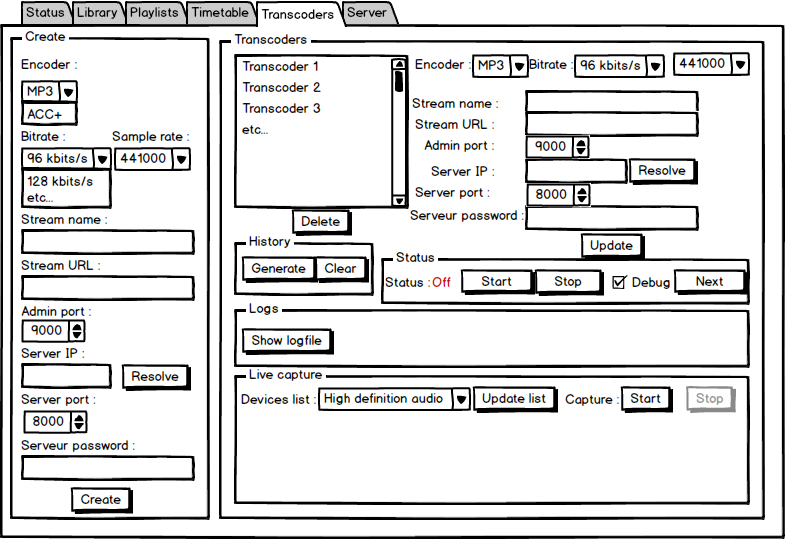 Status Library Playlists Timetable Transcoders Server
Create
Encoder :
MP3
ACC+
Bitrate : Sample rate :
96 kbits/s 441000
128 kbits/s
etc...
Stream name :
Stream URL :
Admin port :
9000
Server IP :
Resolve
Server port :
8000
Serveur password :
Create
Transcoders
Transcoder 1
Transcoder 2
Transcoder 3
etc...
Delete
Encoder : MP3 Bitrate : 96 kbits/s 441000
Stream name :
Stream URL :
Admin port : 9000
Server IP : Resolve
Server port : 8000
Serveur password :
Update
History
Generate Clear
Status
Status : Off Start Stop Debug Next
Logs
Show logfile
Live capture
Devices list : High definition audio Update list Capture : Start Stop